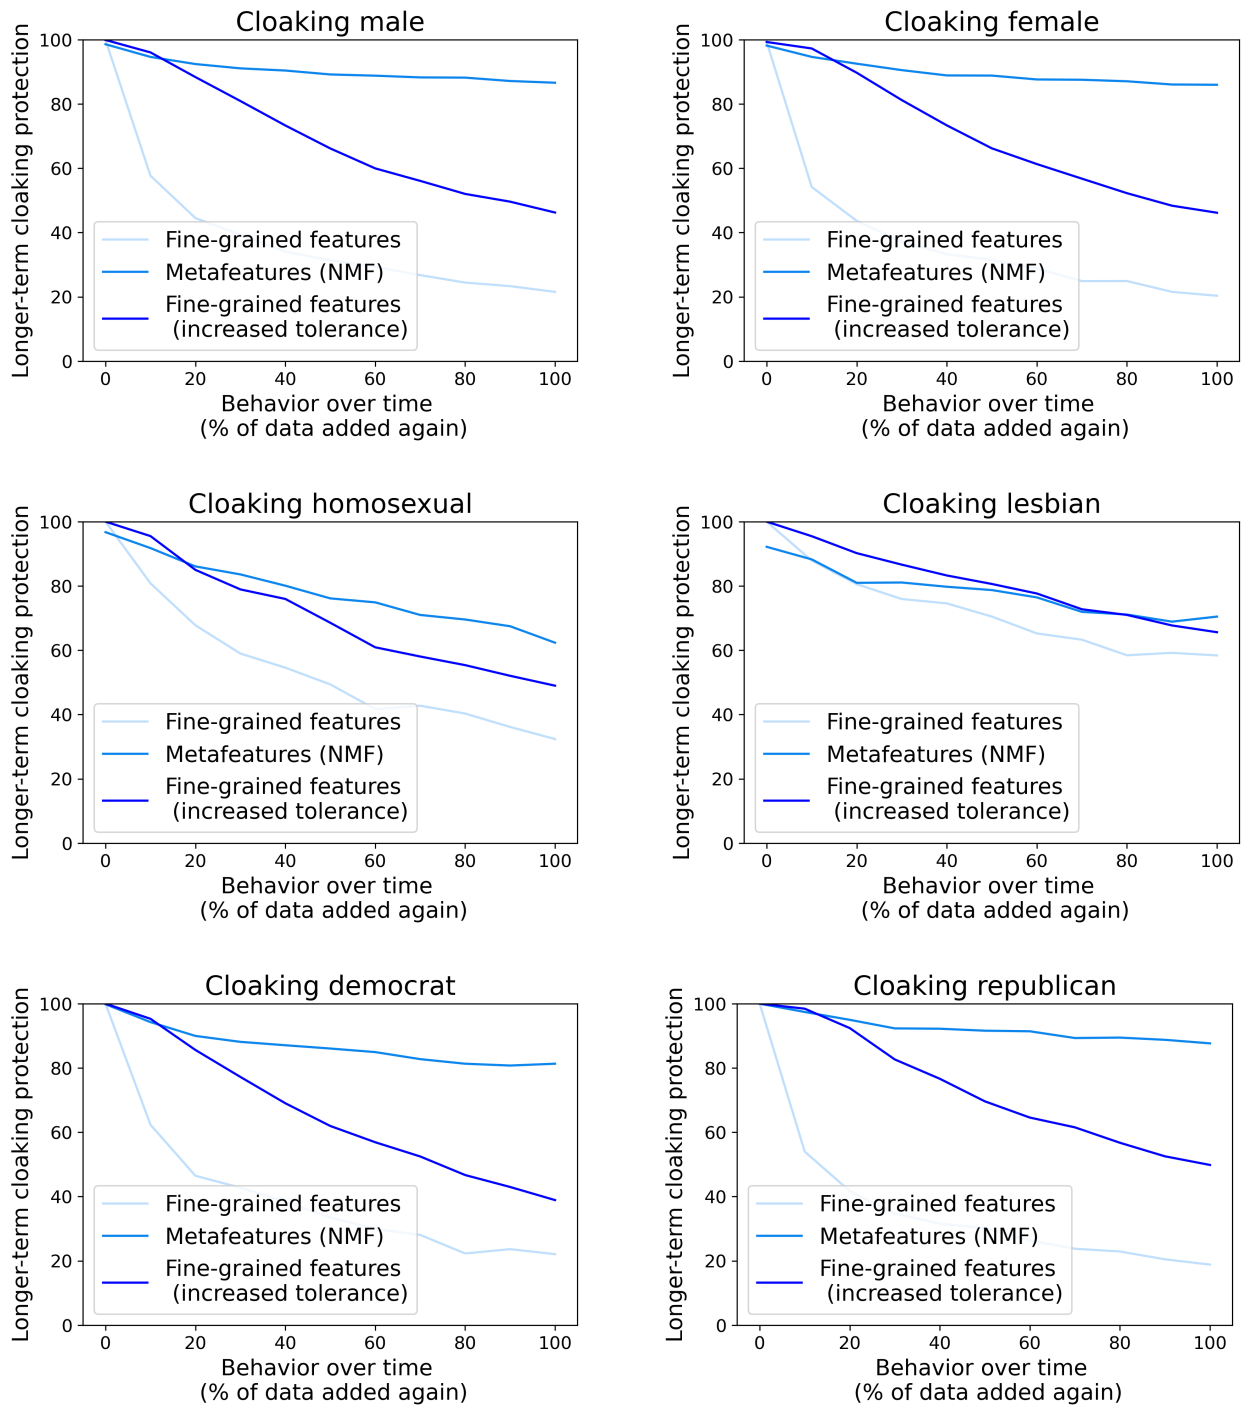 Cloaking male
Longer-term cloaking protection
100
80
60
40
20
0
Fine-grained features
Metafeatures (NMF)
Fine-grained features
(increased tolerance)
0 20 40 60 80 100
Behavior over time
(% of data added again)
Cloaking female
Longer-term cloaking protection
100
80
60
40
20
0
Fine-grained features
Metafeatures (NMF)
Fine-grained features
(increased tolerance)
0 20 40 60 80 100
Behavior over time
(% of data added again)
Cloaking homosexual
Longer-term cloaking protection
100
80
60
40
20
0
Fine-grained features
Metafeatures (NMF)
Fine-grained features
(increased tolerance)
0 20 40 60 80 100
Behavior over time
(% of data added again)
Cloaking lesbian
Longer-term cloaking protection
100
80
60
40
20
0
Fine-grained features
Metafeatures (NMF)
Fine-grained features
(increased tolerance)
0 20 40 60 80 100
Behavior over time
(% of data added again)
Cloaking democrat
Longer-term cloaking protection
100
80
60
40
20
0
Fine-grained features
Metafeatures (NMF)
Fine-grained features
(increased tolerance)
0 20 40 60 80 100
Behavior over time
(% of data added again)
Cloaking republican
Longer-term cloaking protection
100
80
60
40
20
0
Fine-grained features
Metafeatures (NMF)
Fine-grained features
(increased tolerance)
0 20 40 60 80 100
Behavior over time
(% of data added again)